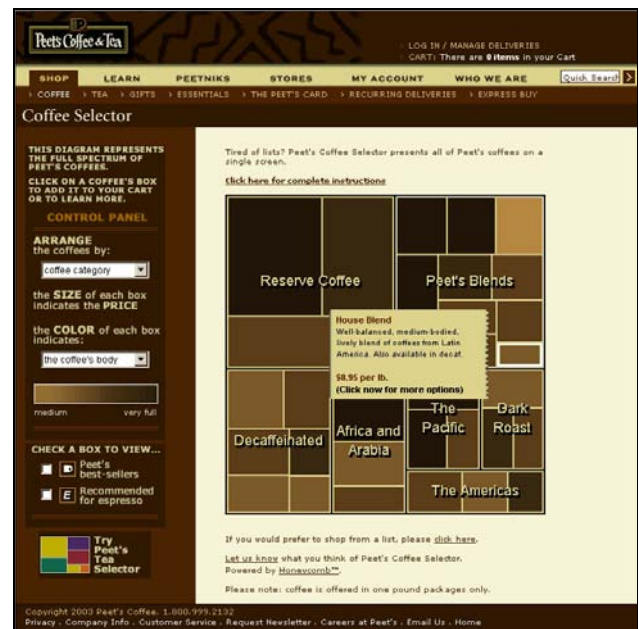 Peets Coffee & Tea
LOG IN / MANAGE DELIVERIES
CART: There are 0 items in your Cart
SHOP LEARN PEETNIKS STORES MY ACCOUNT WHO WE ARE Quick Search
› COFFEE › TEA › GIFTS › ESSENTIALS › THE PEET'S CARD › RECURRING DELIVERIES › EXPRESS BUY
Coffee Selector
THIS DIAGRAM REPRESENTS
THE FULL SPECTRUM OF
PEET'S COFFEES.
CLICK ON A COFFEE'S BOX
TO ADD IT TO YOUR CART
OR TO LEARN MORE.
CONTROL PANEL
ARRANGE
the coffees by:
coffee category
the SIZE of each box
indicates the PRICE
the COLOR of each box
indicates:
the coffee's body
medium very full
CHECK A BOX TO VIEW...
Peet's
best-sellers
E Recommended
for espresso
Try
Peet's
Tea
Selector
Tired of lists? Peet's Coffee Selector presents all of Peet's coffees on a
single screen.
Click here for complete instructions
Reserve Coffee
Peet's Blends
House Blend
Well-balanced, medium-bodied,
lively blend of coffees from Latin
America. Also available in decaf.
$8.95 per lb.
(Click now for more options)
Decaffeinated
Africa and
Arabia
The
Pacific
Dark
Roast
The Americas
If you would prefer to shop from a list, please click here.
Let us know what you think of Peet's Coffee Selector.
Powered by Honeycomb™.
Please note: coffee is offered in one pound packages only.
Copyright 2003 Peet's Coffee. 1.800.999.2132
Privacy . Company Info . Customer Service . Request Newsletter . Careers at Peet's . Email Us . Home